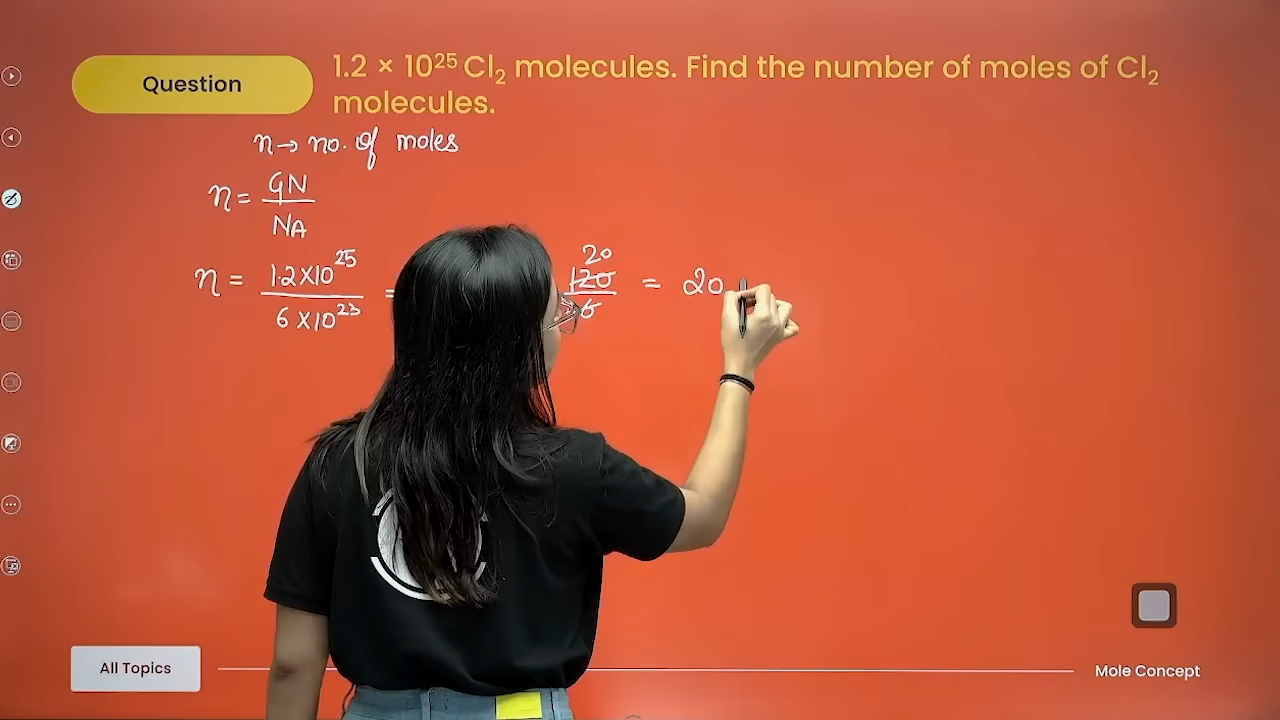 Question
1.2 × 10²⁵ Cl₂ molecules. Find the number of moles of Cl₂
molecules.
n → no. of moles
n = GN
NA
n = 1.2 × 10²⁵
6 × 10²³
=
20
120
6
= 20
All Topics
Mole Concept